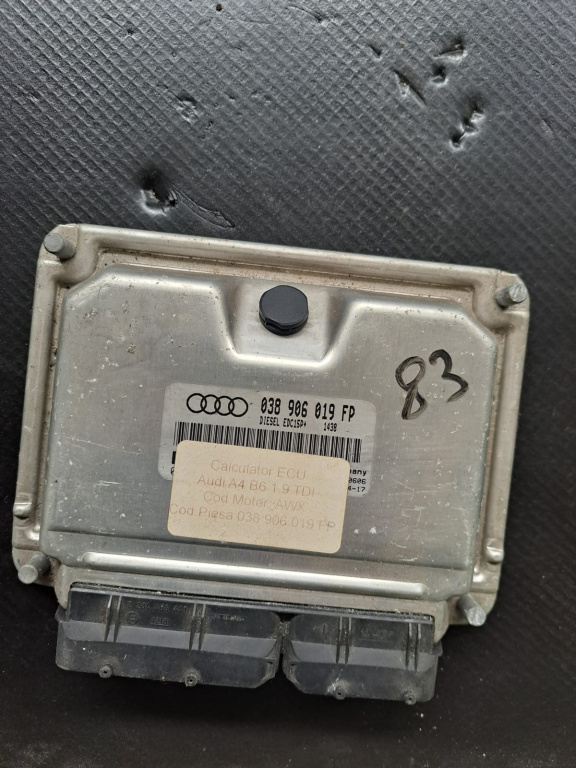 83
038 906 019 FP
DIESEL EDC15P+ 1438
Calculator ECU
Audi A4 B6 1.9 TDI
Cod Motor: AWX
Cod Piesa 038 906 019 FP